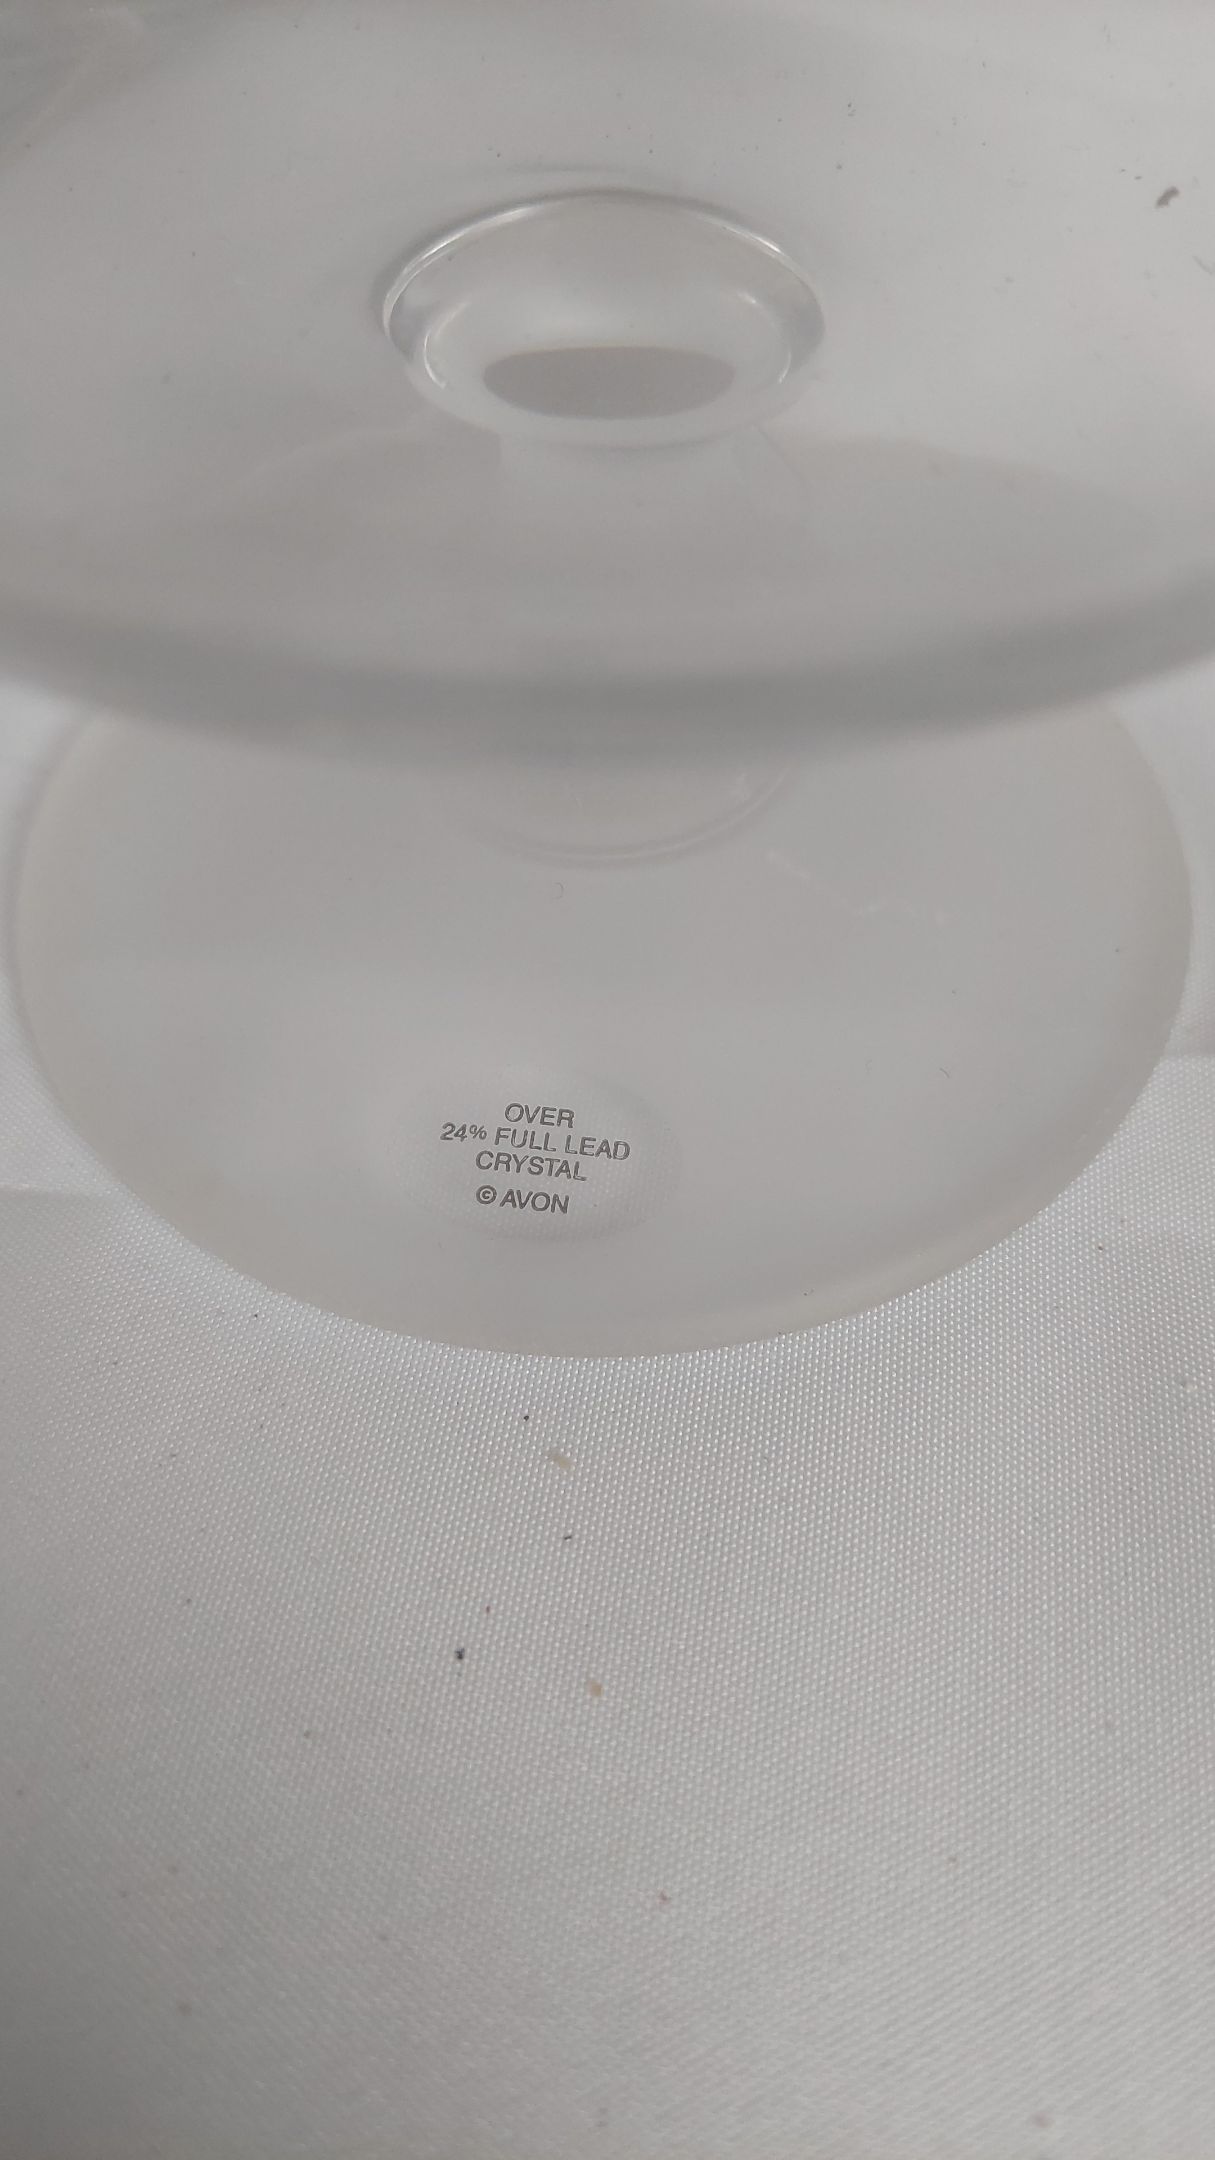 OVER
24% FULL LEAD
CRYSTAL
© AVON